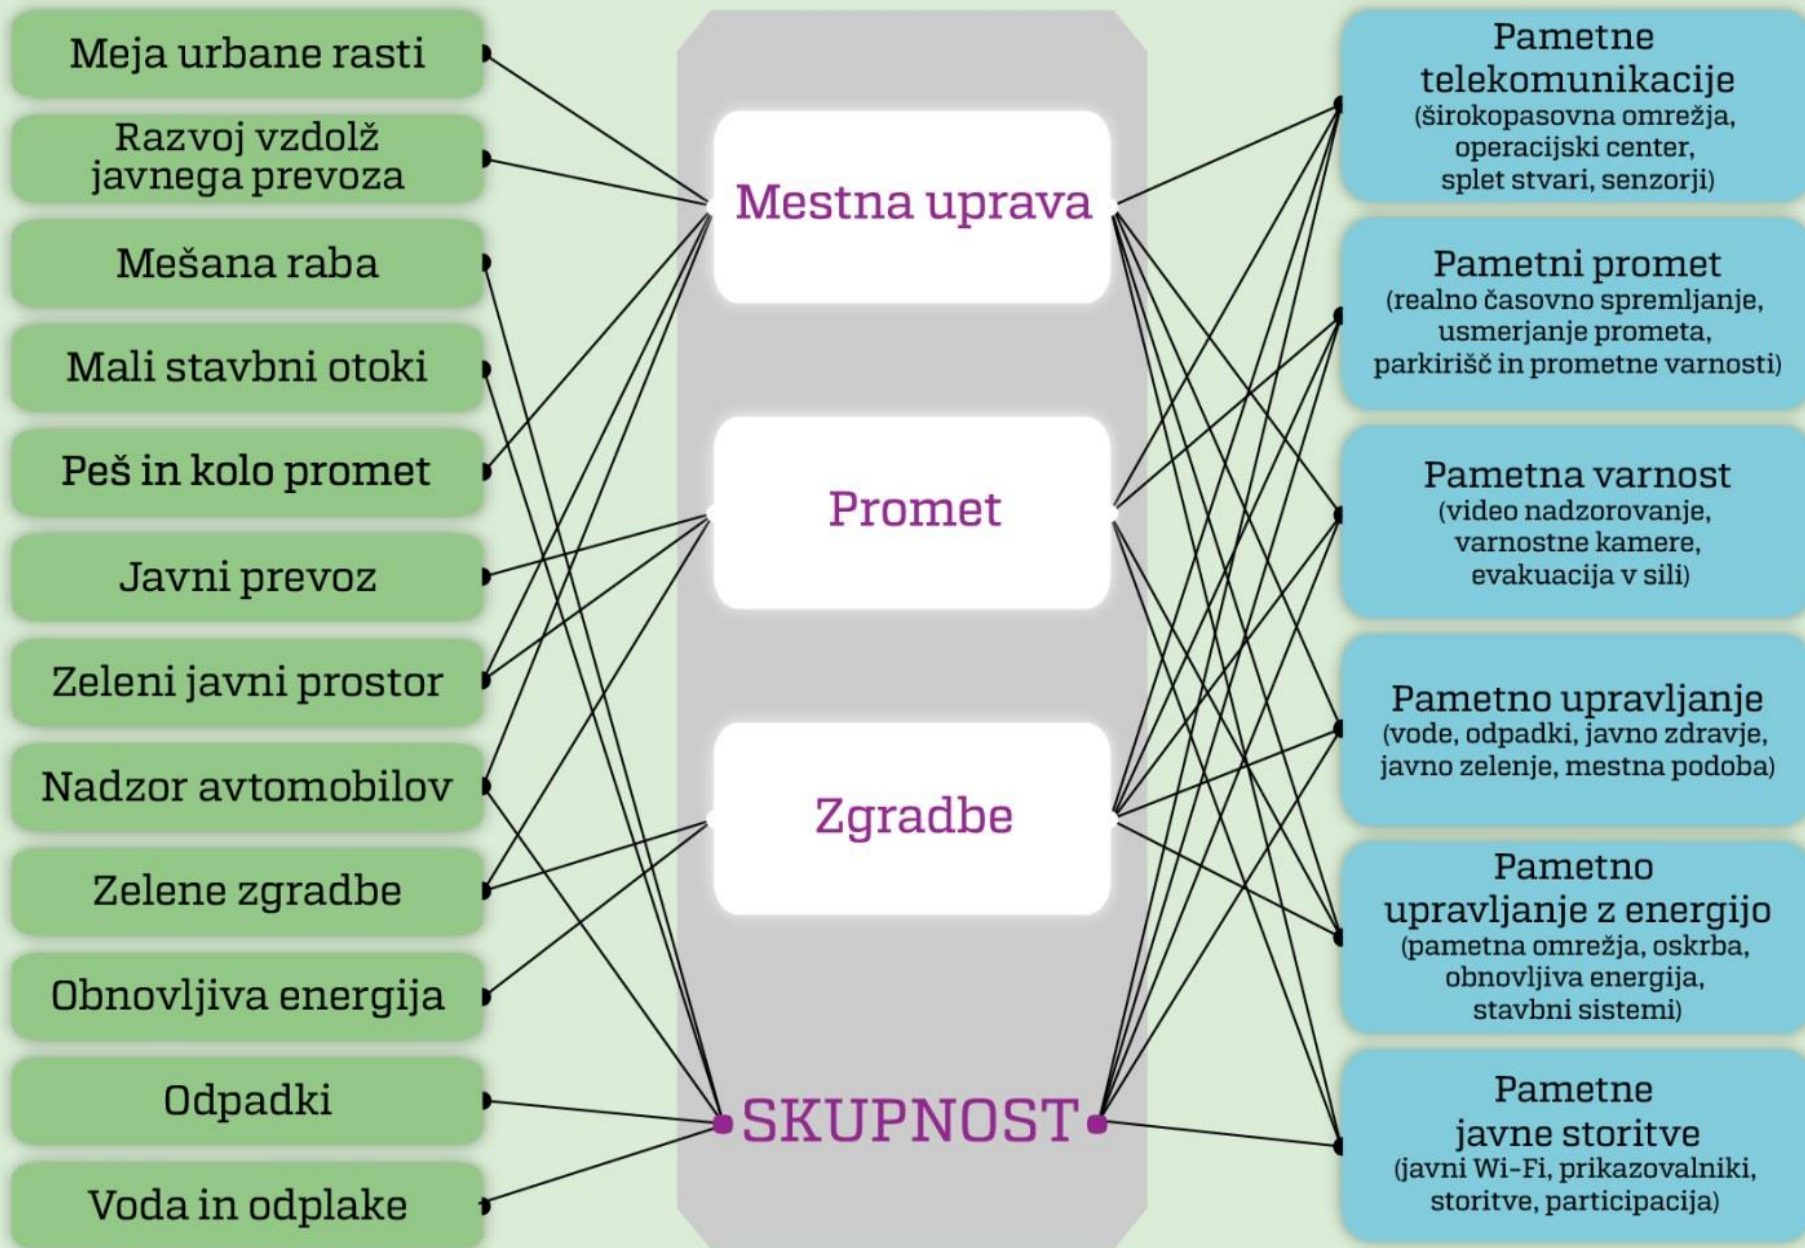 Meja urbane rasti
Razvoj vzdolž
javnega prevoza
Mešana raba
Mali stavbni otoki
Peš in kolo promet
Javni prevoz
Zeleni javni prostor
Nadzor avtomobilov
Zelene zgradbe
Obnovljiva energija
Odpadki
Voda in odplake
Mestna uprava
Promet
Zgradbe
SKUPNOST
Pametne
telekomunikacije
(širokopasovna omrežja,
operacijski center,
splet stvari, senzorji)
Pametni promet
(realno časovno spremljanje,
usmerjanje prometa,
parkirišč in prometne varnosti)
Pametna varnost
(video nadzorovanje,
varnostne kamere,
evakuacija v sili)
Pametno upravljanje
(vode, odpadki, javno zdravje,
javno zelenje, mestna podoba)
Pametno
upravljanje z energijo
(pametna omrežja, oskrba,
obnovljiva energija,
stavbni sistemi)
Pametne
javne storitve
(javni Wi-Fi, prikazovalniki,
storitve, participacija)